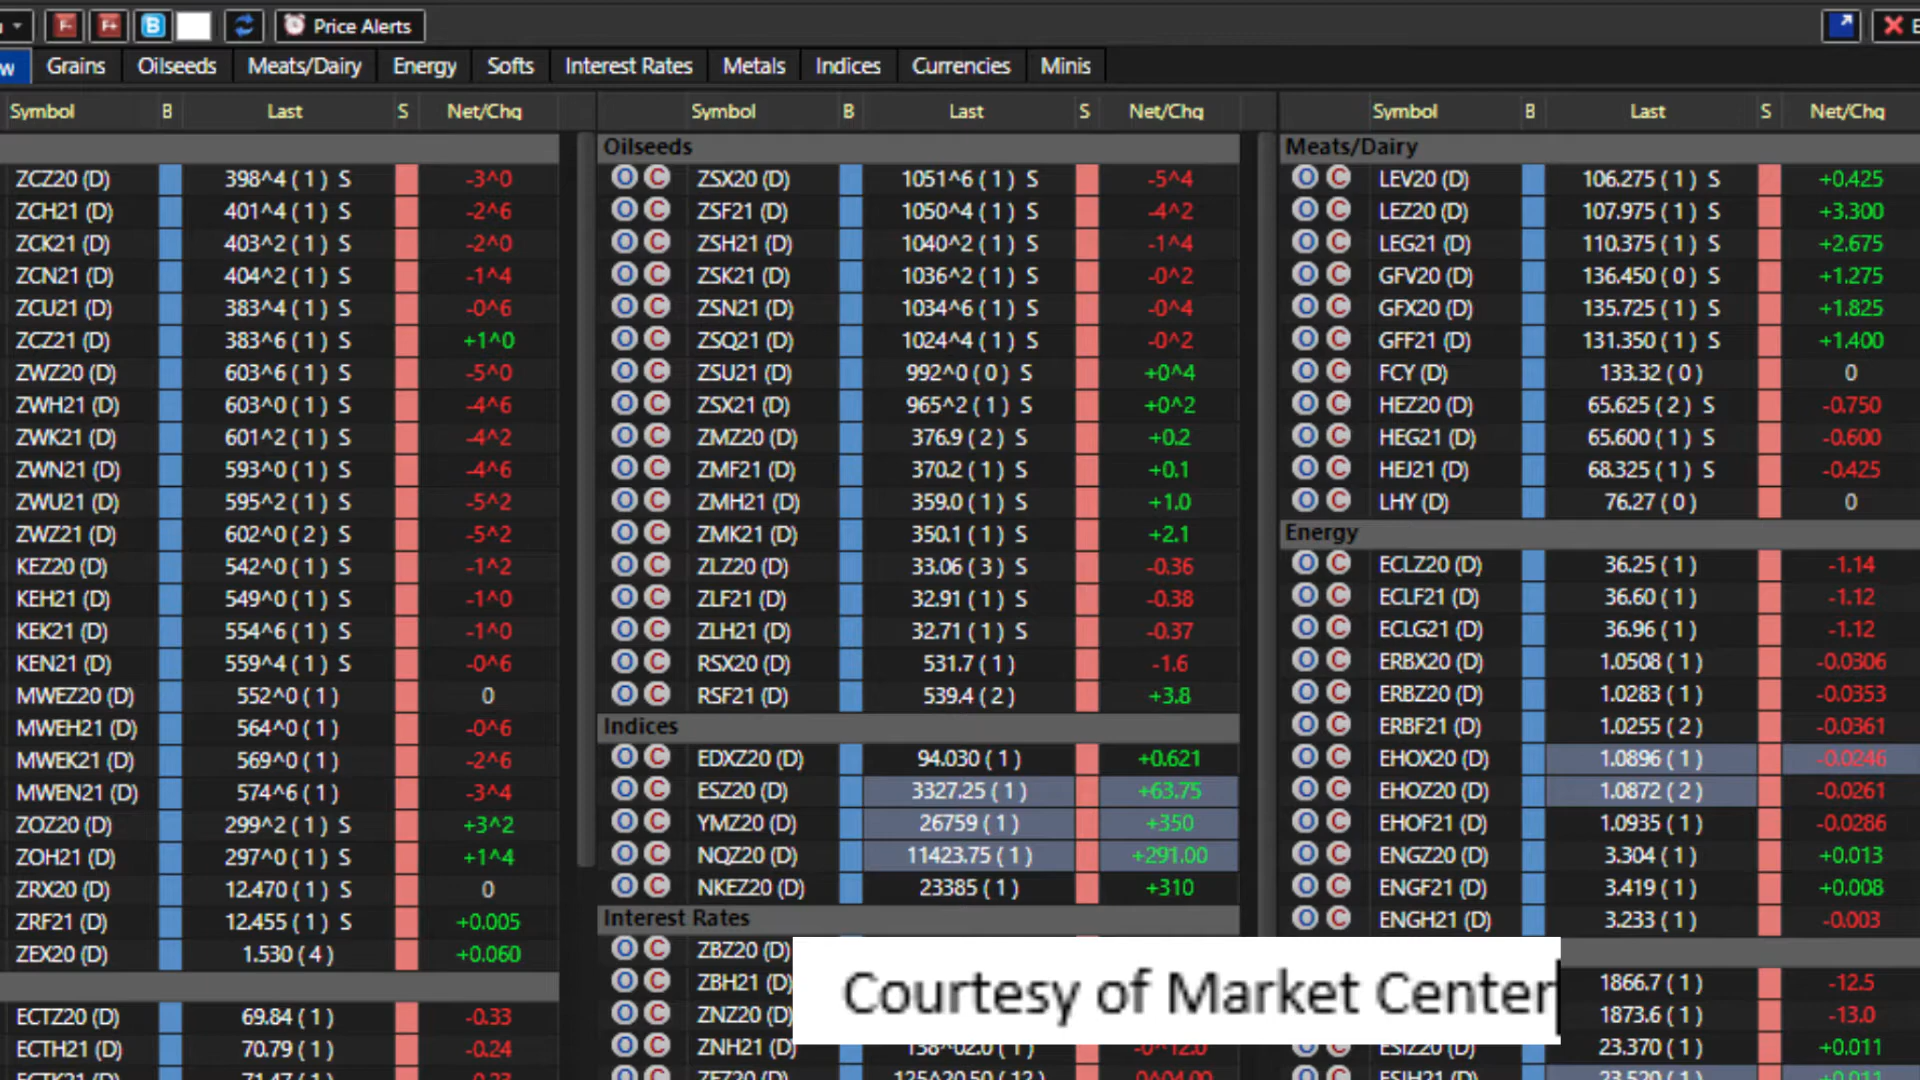 Price Alerts
w Grains Oilseeds Meats/Dairy Energy Softs Interest Rates Metals Indices Currencies Minis
Symbol B Last S Net/Chg
ZCZ20 (D) 398^4 ( 1 ) S -3^0
ZCH21 (D) 401^4 ( 1 ) S -2^6
ZCK21 (D) 403^2 ( 1 ) S -2^0
ZCN21 (D) 404^2 ( 1 ) S -1^4
ZCU21 (D) 383^4 ( 1 ) S -0^6
ZCZ21 (D) 383^6 ( 1 ) S +1^0
ZWZ20 (D) 603^6 ( 1 ) S -5^0
ZWH21 (D) 603^0 ( 1 ) S -4^6
ZWK21 (D) 601^2 ( 1 ) S -4^2
ZWN21 (D) 593^0 ( 1 ) S -4^6
ZWU21 (D) 595^2 ( 1 ) S -5^2
ZWZ21 (D) 602^0 ( 2 ) S -5^2
KEZ20 (D) 542^0 ( 1 ) S -1^2
KEH21 (D) 549^0 ( 1 ) S -1^0
KEK21 (D) 554^6 ( 1 ) S -1^0
KEN21 (D) 559^4 ( 1 ) S -0^6
MWEZ20 (D) 552^0 ( 1 ) 0
MWEH21 (D) 564^0 ( 1 ) -0^6
MWEK21 (D) 569^0 ( 1 ) -2^6
MWEN21 (D) 574^6 ( 1 ) -3^4
ZOZ20 (D) 299^2 ( 1 ) S +3^2
ZOH21 (D) 297^0 ( 1 ) S +1^4
ZRX20 (D) 12.470 ( 1 ) S 0
ZRF21 (D) 12.455 ( 1 ) S +0.005
ZEX20 (D) 1.530 ( 4 ) +0.060
ECTZ20 (D) 69.84 ( 1 ) -0.33
ECTH21 (D) 70.79 ( 1 ) -0.24
Symbol B Last S Net/Chg
Oilseeds
O C ZSX20 (D) 1051^6 ( 1 ) S -5^4
O C ZSF21 (D) 1050^4 ( 1 ) S -4^2
O C ZSH21 (D) 1040^2 ( 1 ) S -1^4
O C ZSK21 (D) 1036^2 ( 1 ) S -0^2
O C ZSN21 (D) 1034^6 ( 1 ) S -0^4
O C ZSQ21 (D) 1024^4 ( 1 ) S -0^2
O C ZSU21 (D) 992^0 ( 0 ) S +0^4
O C ZSX21 (D) 965^2 ( 1 ) S +0^2
O C ZMZ20 (D) 376.9 ( 2 ) S +0.2
O C ZMF21 (D) 370.2 ( 1 ) S +0.1
O C ZMH21 (D) 359.0 ( 1 ) S +1.0
O C ZMK21 (D) 350.1 ( 1 ) S +2.1
O C ZLZ20 (D) 33.06 ( 3 ) S -0.36
O C ZLF21 (D) 32.91 ( 1 ) S -0.38
O C ZLH21 (D) 32.71 ( 1 ) S -0.37
O C RSX20 (D) 531.7 ( 1 ) -1.6
O C RSF21 (D) 539.4 ( 2 ) +3.8
Indices
O C EDXZ20 (D) 94.030 ( 1 ) +0.621
O C ESZ20 (D) 3327.25 ( 1 ) +63.75
O C YMZ20 (D) 26759 ( 1 ) +350
O C NQZ20 (D) 11423.75 ( 1 ) +291.00
O C NKEZ20 (D) 23385 ( 1 ) +310
Interest Rates
O C ZBZ20 (D)
O C ZBH21 (D)
O C ZNZ20 (D)
O C ZNH21 (D) 138^02.0 ( 1 ) -0^12.0
Symbol B Last S Net/Chg
Meats/Dairy
O C LEV20 (D) 106.275 ( 1 ) S +0.425
O C LEZ20 (D) 107.975 ( 1 ) S +3.300
O C LEG21 (D) 110.375 ( 1 ) S +2.675
O C GFV20 (D) 136.450 ( 0 ) S +1.275
O C GFX20 (D) 135.725 ( 1 ) S +1.825
O C GFF21 (D) 131.350 ( 1 ) S +1.400
O C FCY (D) 133.32 ( 0 ) 0
O C HEZ20 (D) 65.625 ( 2 ) S -0.750
O C HEG21 (D) 65.600 ( 1 ) S -0.600
O C HEJ21 (D) 68.325 ( 1 ) S -0.425
O C LHY (D) 76.27 ( 0 ) 0
Energy
O C ECLZ20 (D) 36.25 ( 1 ) -1.14
O C ECLF21 (D) 36.60 ( 1 ) -1.12
O C ECLG21 (D) 36.96 ( 1 ) -1.12
O C ERBX20 (D) 1.0508 ( 1 ) -0.0306
O C ERBZ20 (D) 1.0283 ( 1 ) -0.0353
O C ERBF21 (D) 1.0255 ( 2 ) -0.0361
O C EHOX20 (D) 1.0896 ( 1 ) -0.0246
O C EHOZ20 (D) 1.0872 ( 2 ) -0.0261
O C EHOF21 (D) 1.0935 ( 1 ) -0.0286
O C ENGZ20 (D) 3.304 ( 1 ) +0.013
O C ENGF21 (D) 3.419 ( 1 ) +0.008
O C ENGH21 (D) 3.233 ( 1 ) -0.003
1866.7 ( 1 ) -12.5
1873.6 ( 1 ) -13.0
23.370 ( 1 ) +0.011
Courtesy of Market Center